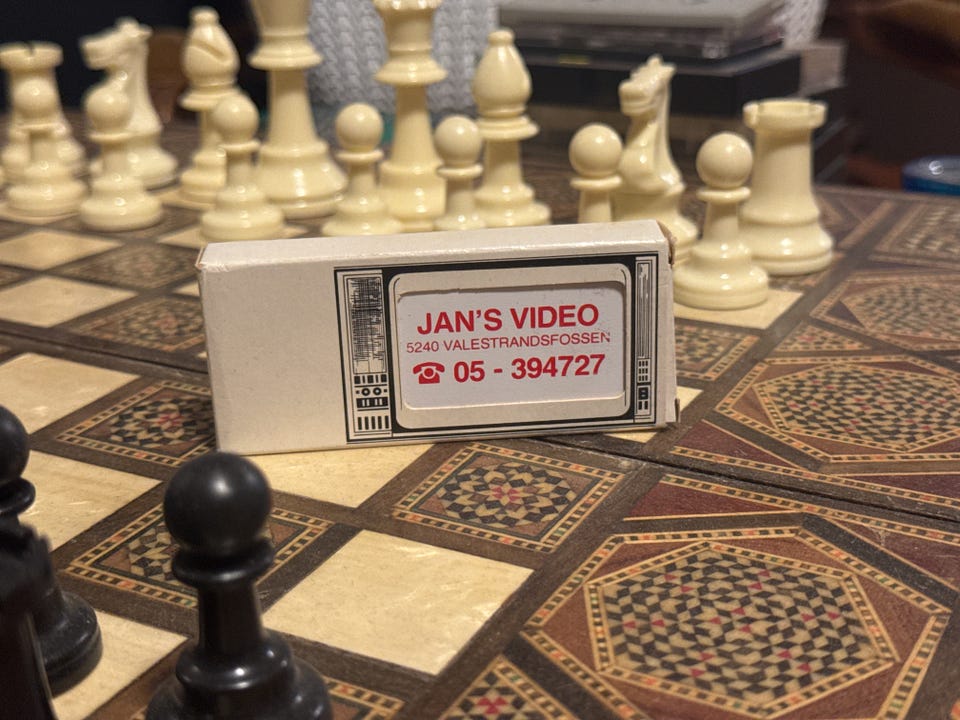 JAN'S VIDEO
5240 VALESTRANDSFOSSEN
☎ 05 - 394727